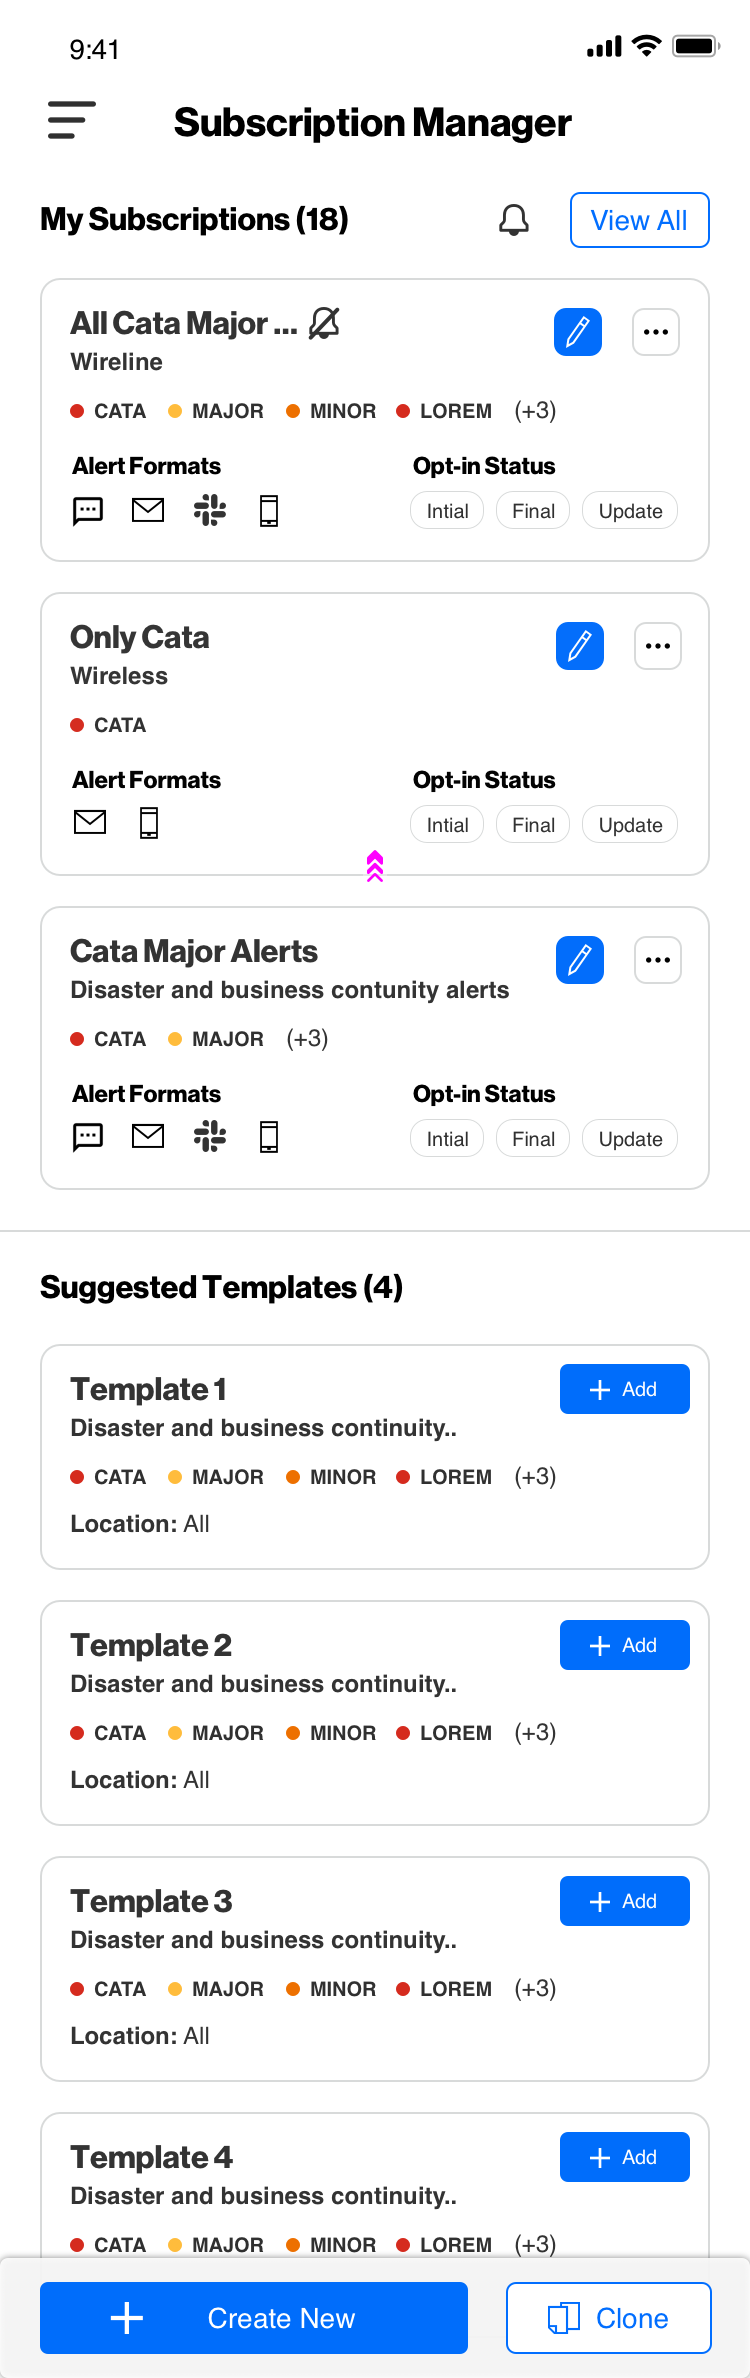 9:41
Subscription Manager
My Subscriptions (18)
View All
All Cata Major ...
Wireline
CATA MAJOR MINOR LOREM (+3)
Alert Formats Opt-in Status
Intial Final Update
Only Cata
Wireless
CATA
Alert Formats Opt-in Status
Intial Final Update
Cata Major Alerts
Disaster and business contunity alerts
CATA MAJOR (+3)
Alert Formats Opt-in Status
Intial Final Update
Suggested Templates (4)
Template 1
Add
Disaster and business continuity..
CATA MAJOR MINOR LOREM (+3)
Location: All
Template 2
Add
Disaster and business continuity..
CATA MAJOR MINOR LOREM (+3)
Location: All
Template 3
Add
Disaster and business continuity..
CATA MAJOR MINOR LOREM (+3)
Location: All
Template 4
Add
Disaster and business continuity..
CATA MAJOR MINOR LOREM (+3)
Create New
Clone